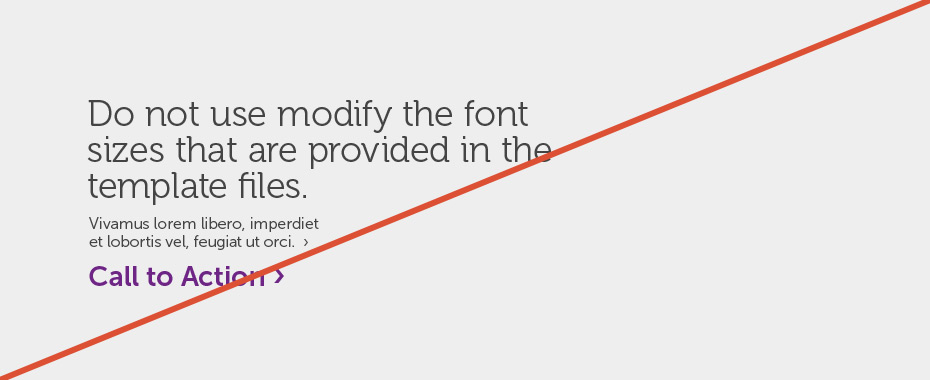 Do not use modify the font
sizes that are provided in the
template files.
Vivamus lorem libero, imperdiet
et lobortis vel, feugiat ut orci. ›
Call to Action ›